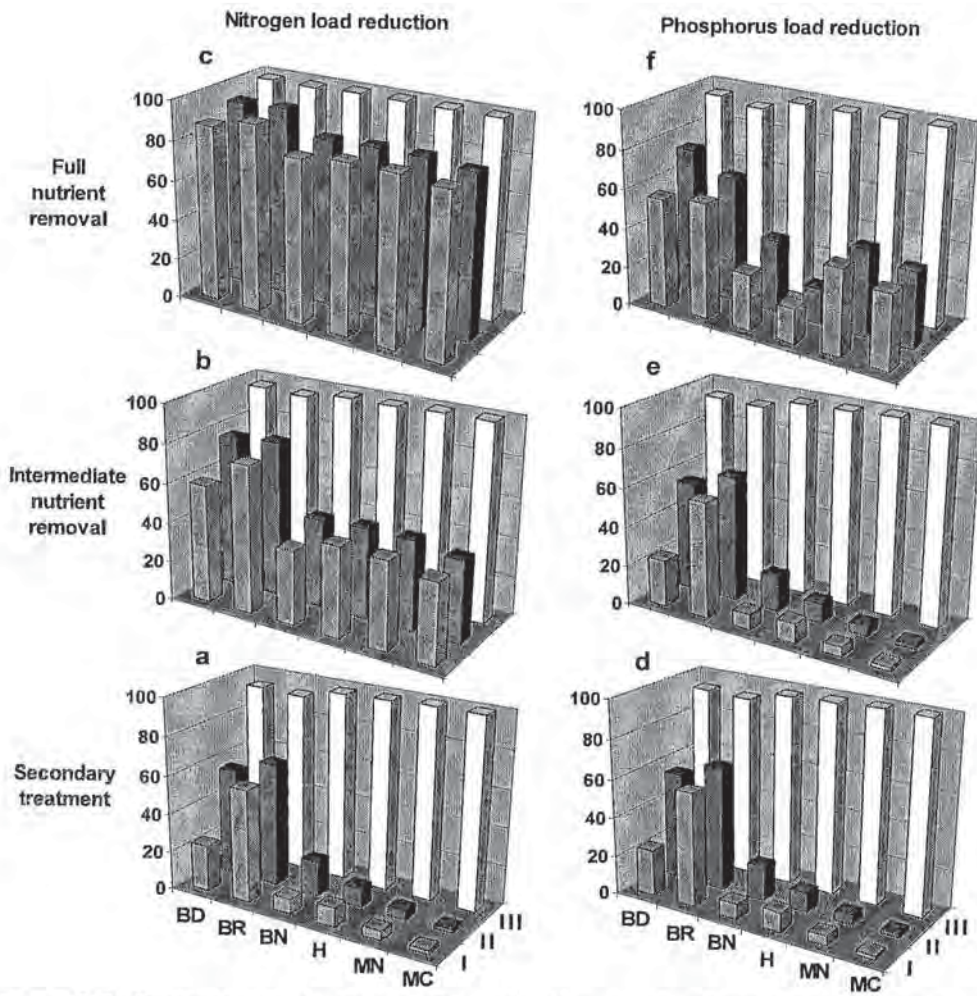 Nitrogen load reduction
Phosphorus load reduction
c
f
Full
nutrient
removal
100
80
60
40
20
0
100
80
60
40
20
0
b
e
Intermediate
nutrient
removal
100
80
60
40
20
0
100
80
60
40
20
0
a
d
Secondary
treatment
100
80
60
40
20
0
BD
BR
BN
H
MN
MC
I
II
III
100
80
60
40
20
0
BD
BR
BN
H
MN
MC
I
II
III